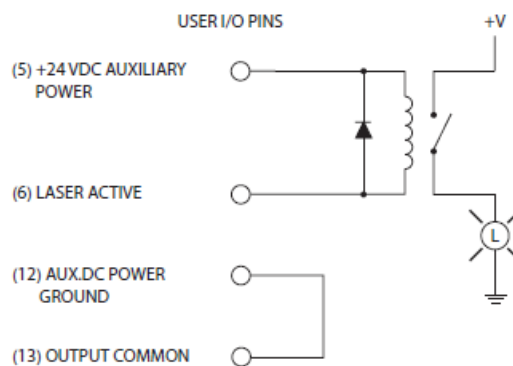 USER I/O PINS
+V
(5) +24 VDC AUXILIARY
POWER
(6) LASER ACTIVE
L
(12) AUX.DC POWER
GROUND
(13) OUTPUT COMMON